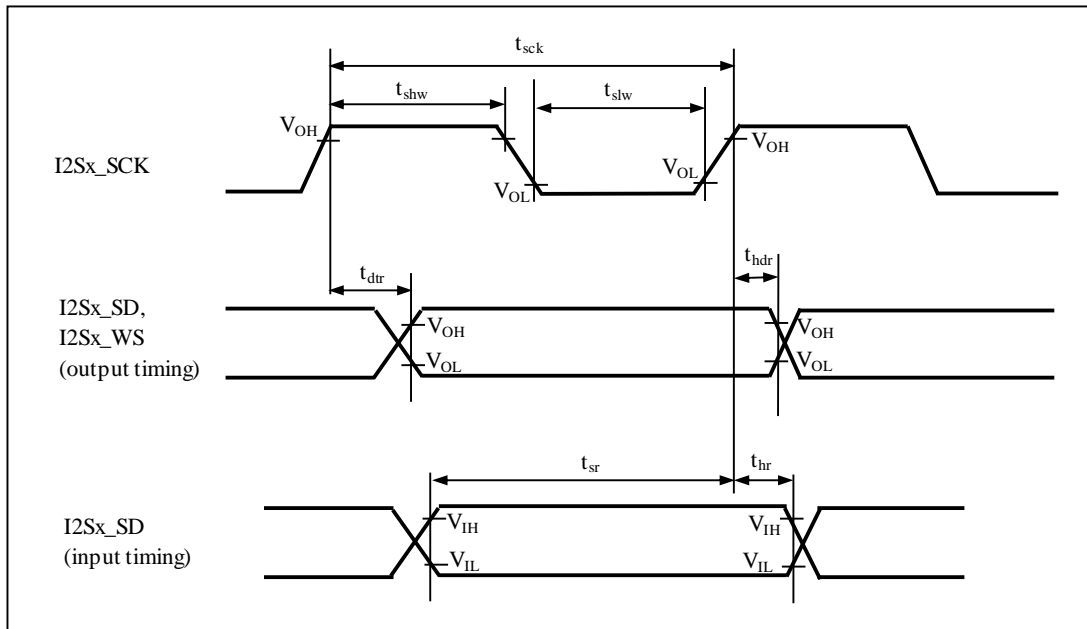 tsck
tshw
tslw
VOH
I2Sx_SCK
VOH
VOL
VOL
tdtr
thdr
I2Sx_SD,
I2Sx_WS
(output timing)
VOH
VOL
VOH
VOL
tsr
thr
I2Sx_SD
(input timing)
VIH
VIL
VIH
VIL